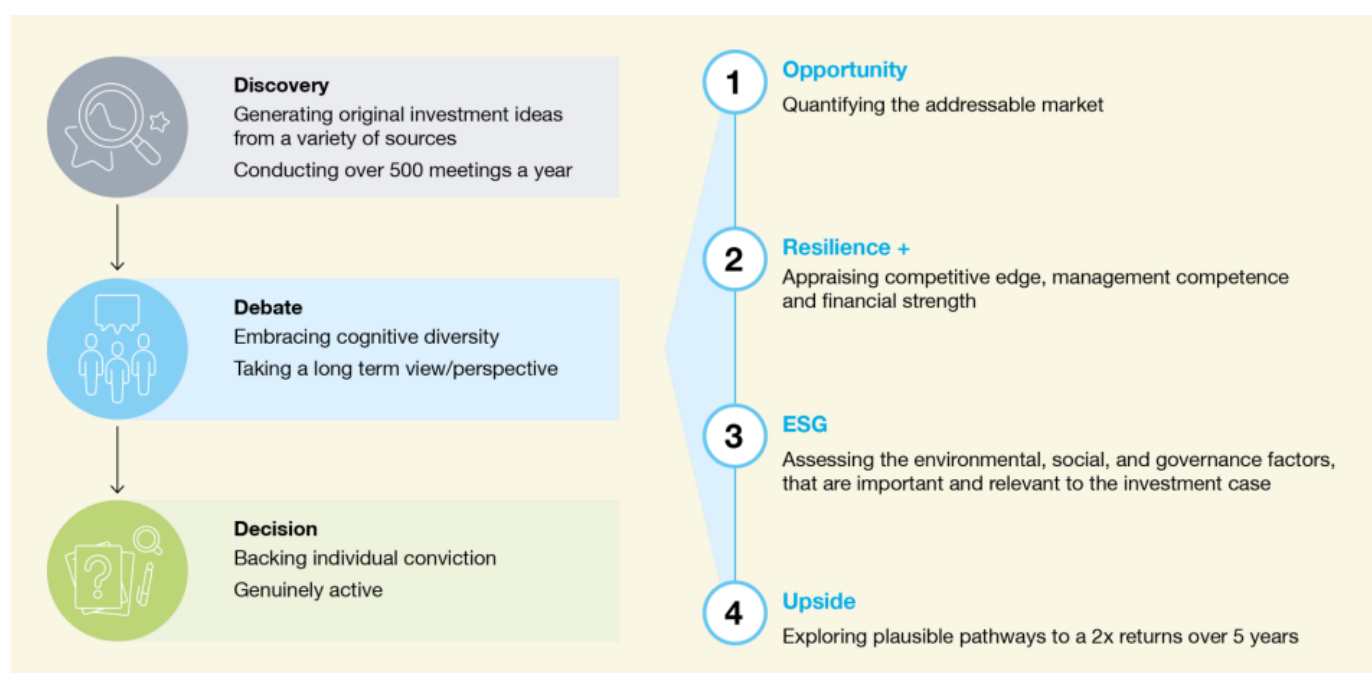 Discovery
Generating original investment ideas
from a variety of sources
Conducting over 500 meetings a year
Debate
Embracing cognitive diversity
Taking a long term view/perspective
Decision
Backing individual conviction
Genuinely active
1
Opportunity
Quantifying the addressable market
2
Resilience +
Appraising competitive edge, management competence
and financial strength
3
ESG
Assessing the environmental, social, and governance factors,
that are important and relevant to the investment case
4
Upside
Exploring plausible pathways to a 2x returns over 5 years